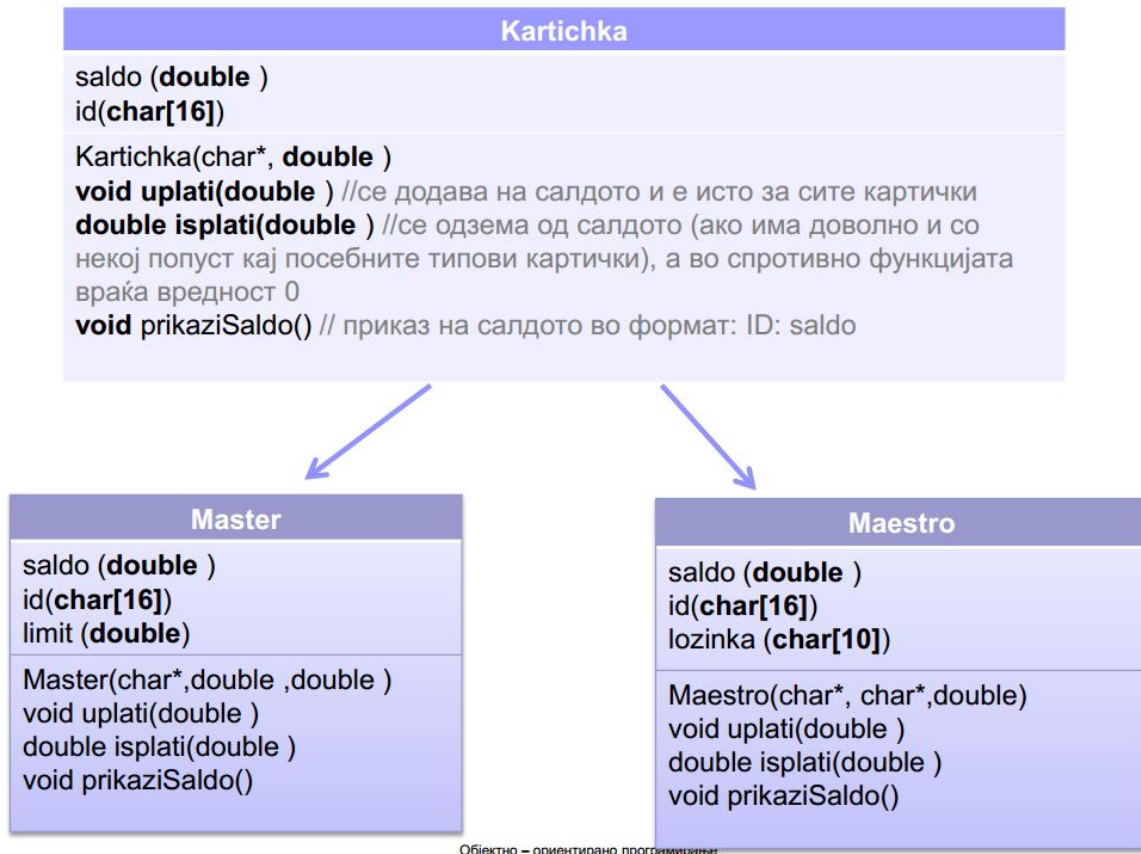 Kartichka
saldo (double )
id(char[16])
Kartichka(char*, double )
void uplati(double ) //се додава на салдото и е исто за сите картички
double isplati(double ) //се одзема од салдото (ако има доволно и со
некој попуст кај посебните типови картички), а во спротивно функцијата
враќа вредност 0
void prikaziSaldo() // приказ на салдото во формат: ID: saldo
Master
saldo (double )
id(char[16])
limit (double)
Master(char*,double ,double )
void uplati(double )
double isplati(double )
void prikaziSaldo()
Maestro
saldo (double )
id(char[16])
lozinka (char[10])
Maestro(char*, char*,double)
void uplati(double )
double isplati(double )
void prikaziSaldo()
Објектно – ориентирано програмирање